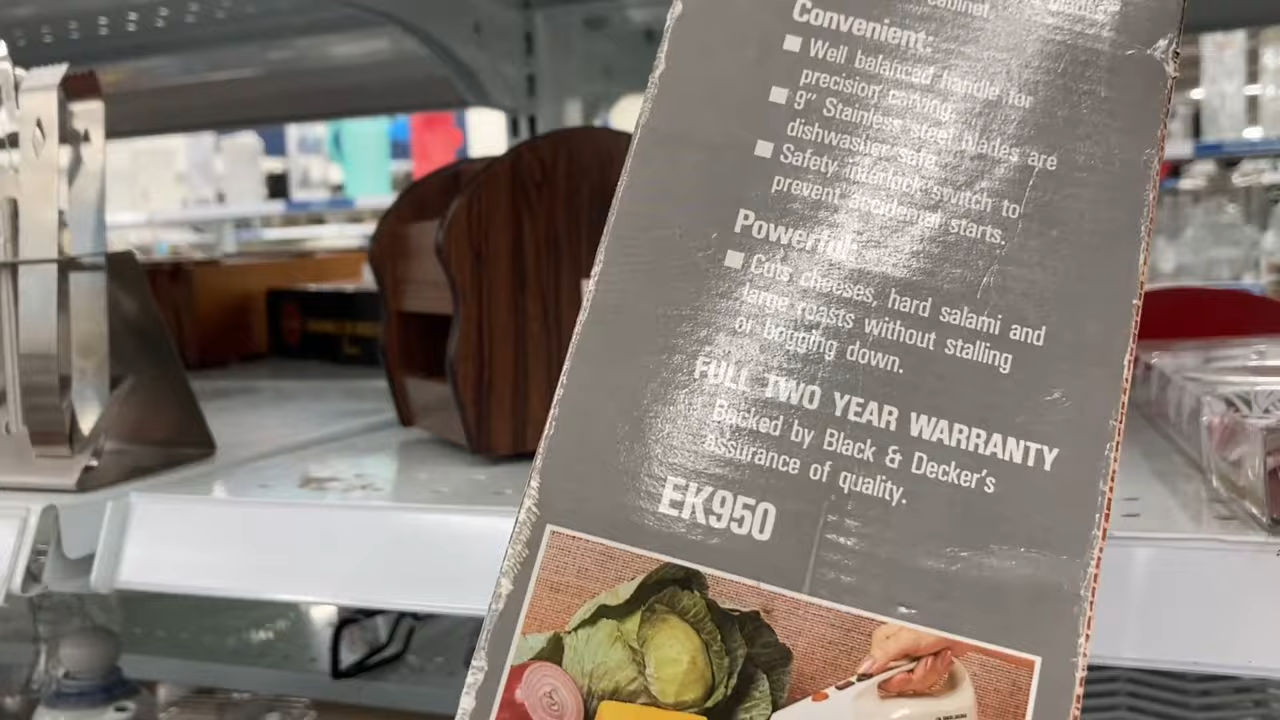 cabinet.
Convenient:
Well balanced handle for
precision carving.
9" Stainless steel blades are
dishwasher safe.
Safety interlock switch to
prevent accidental starts.
Powerful:
Cuts cheeses, hard salami and
large roasts without stalling
or bogging down.
FULL TWO YEAR WARRANTY
Backed by Black & Decker's
assurance of quality.
EK950